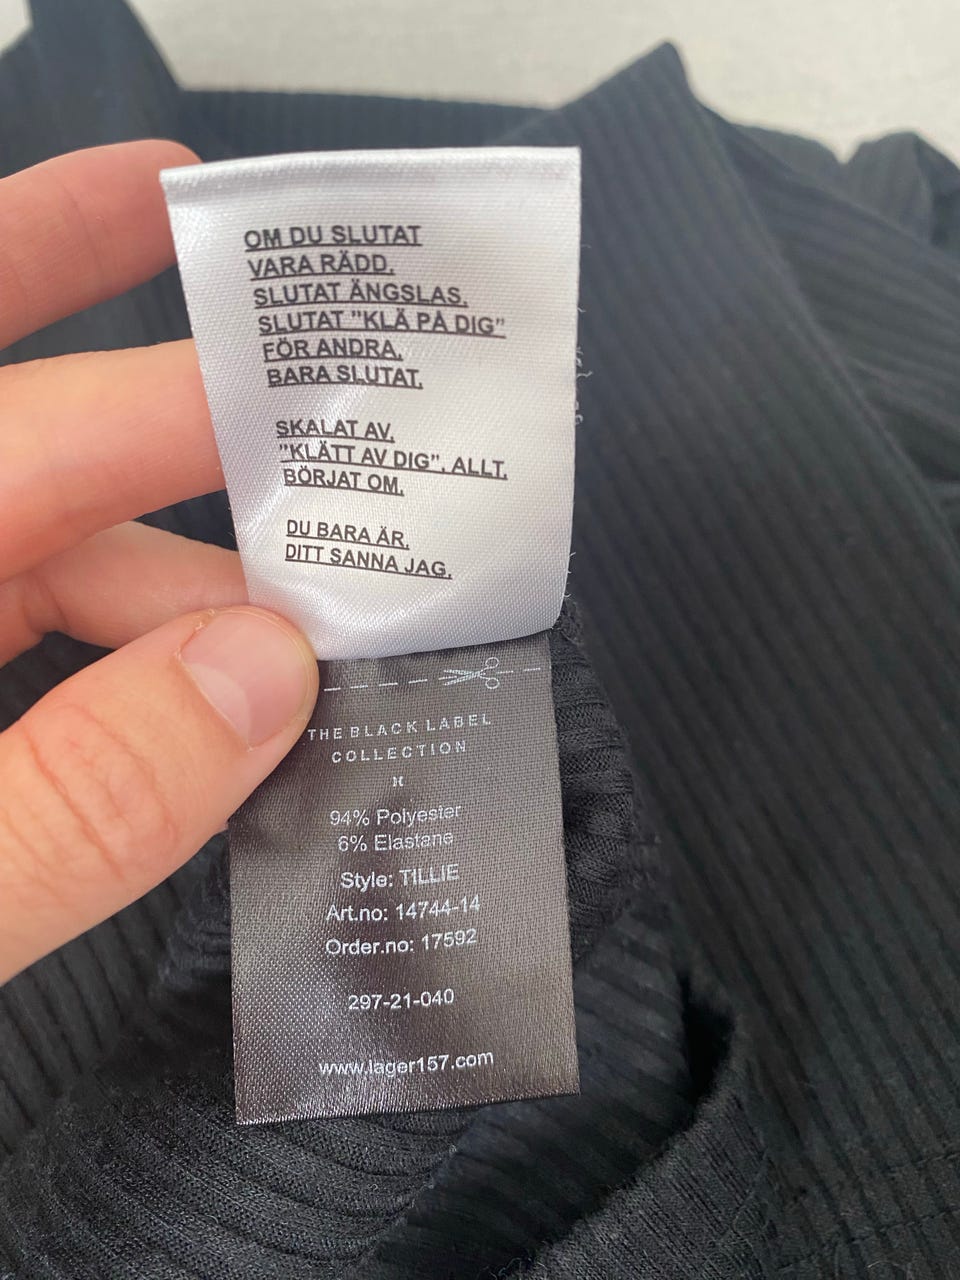 OM DU SLUTAT
VARA RÄDD.
SLUTAT ÄNGSLAS.
SLUTAT ”KLÄ PÅ DIG”
FÖR ANDRA.
BARA SLUTAT.
SKALAT AV.
”KLÄTT AV DIG”. ALLT.
BÖRJAT OM.
DU BARA ÄR.
DITT SANNA JAG.
THE BLACK LABEL
COLLECTION
94% Polyester
6% Elastane
Style: TILLIE
Art.no: 14744-14
Order.no: 17592
297-21-040
www.lager157.com